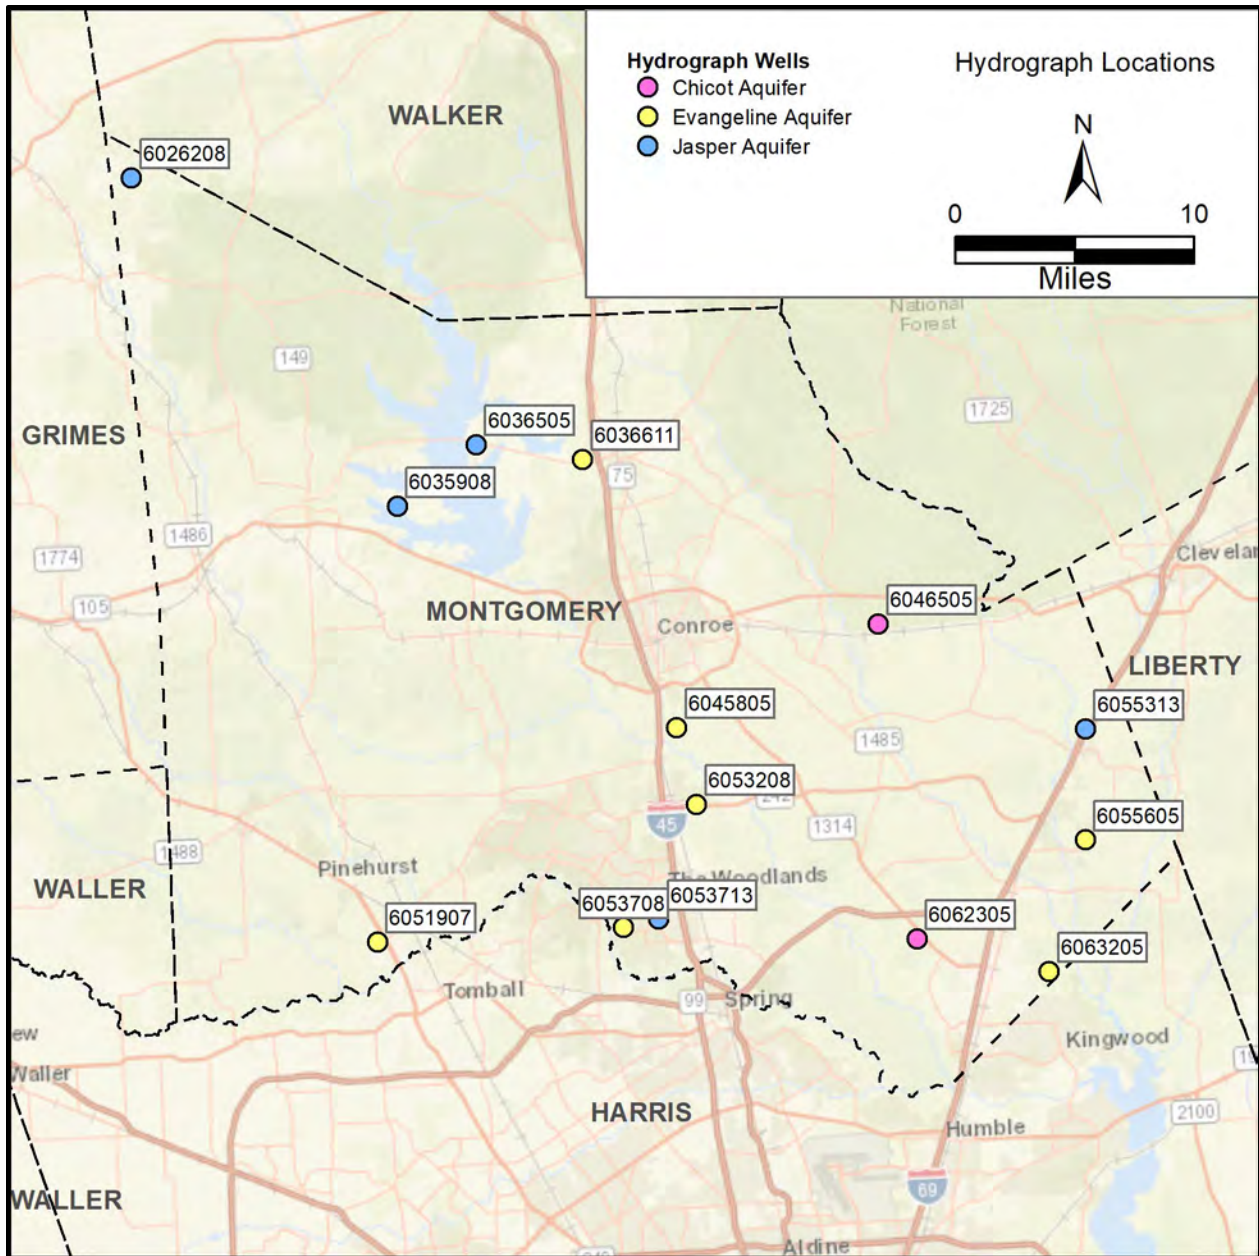 Hydrograph Wells
Chicot Aquifer
Evangeline Aquifer
Jasper Aquifer
Hydrograph Locations
N
0 10
Miles
WALKER
6026208
National
Forest
149
1725
GRIMES
6036505
6036611
75
6035908
1486
1774
Clevelan
105
MONTGOMERY
Conroe
6046505
LIBERTY
6055313
6045805
1485
6053208
242
45
1314
6055605
1488
Pinehurst
The Woodlands
WALLER
6053708
6053713
6051907
6062305
6063205
Tomball
99
Spring
ew
Kingwood
Waller
HARRIS
2100
Humble
69
WALLER
Aldine